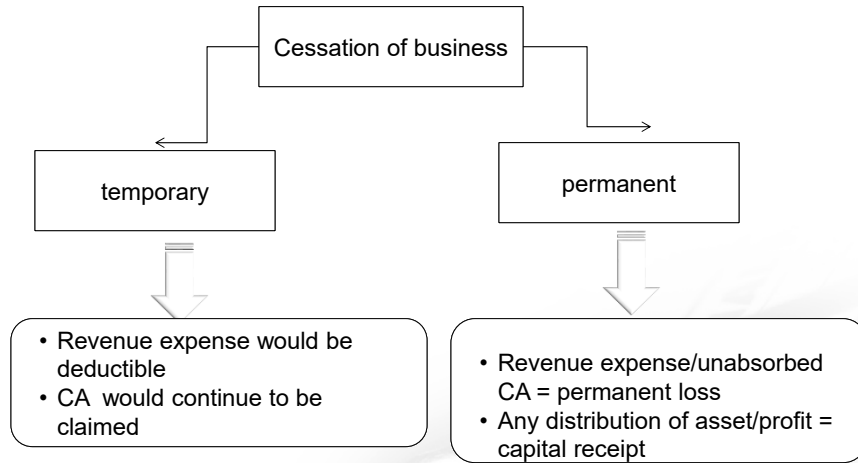 Cessation of business
temporary
permanent
• Revenue expense would be
deductible
• CA would continue to be
claimed
• Revenue expense/unabsorbed
CA = permanent loss
• Any distribution of asset/profit =
capital receipt